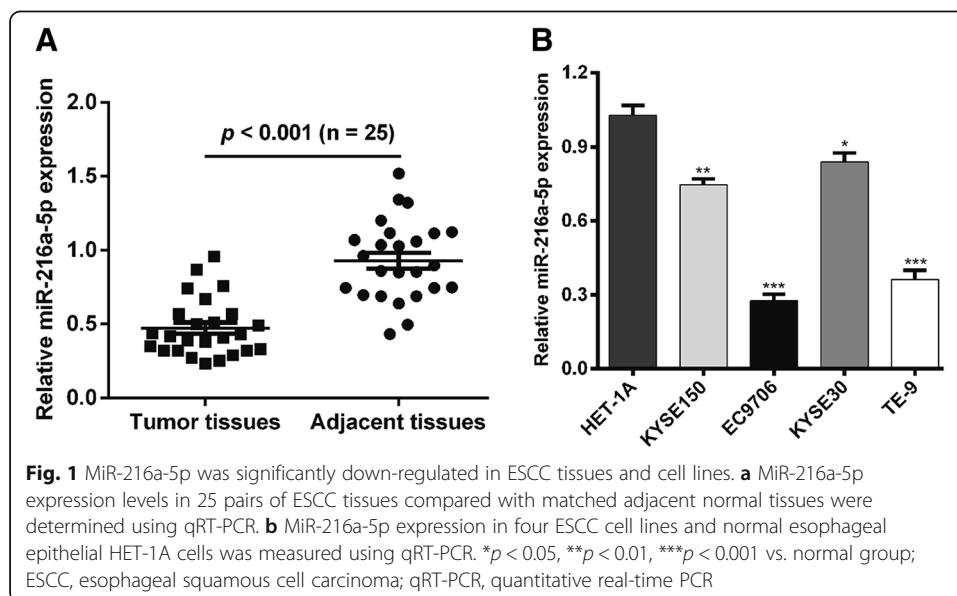 A
Relative miR-216a-5p expression
2.0
1.5
1.0
0.5
0.0
p < 0.001 (n = 25)
Tumor tissues
Adjacent tissues
B
Relative miR-216a-5p expression
1.2
0.9
0.6
0.3
0.0
**
***
*
***
HET-1A
KYSE150
EC9706
KYSE30
TE-9
Fig. 1 MiR-216a-5p was significantly down-regulated in ESCC tissues and cell lines. a MiR-216a-5p
expression levels in 25 pairs of ESCC tissues compared with matched adjacent normal tissues were
determined using qRT-PCR. b MiR-216a-5p expression in four ESCC cell lines and normal esophageal
epithelial HET-1A cells was measured using qRT-PCR. *p < 0.05, **p < 0.01, ***p < 0.001 vs. normal group;
ESCC, esophageal squamous cell carcinoma; qRT-PCR, quantitative real-time PCR